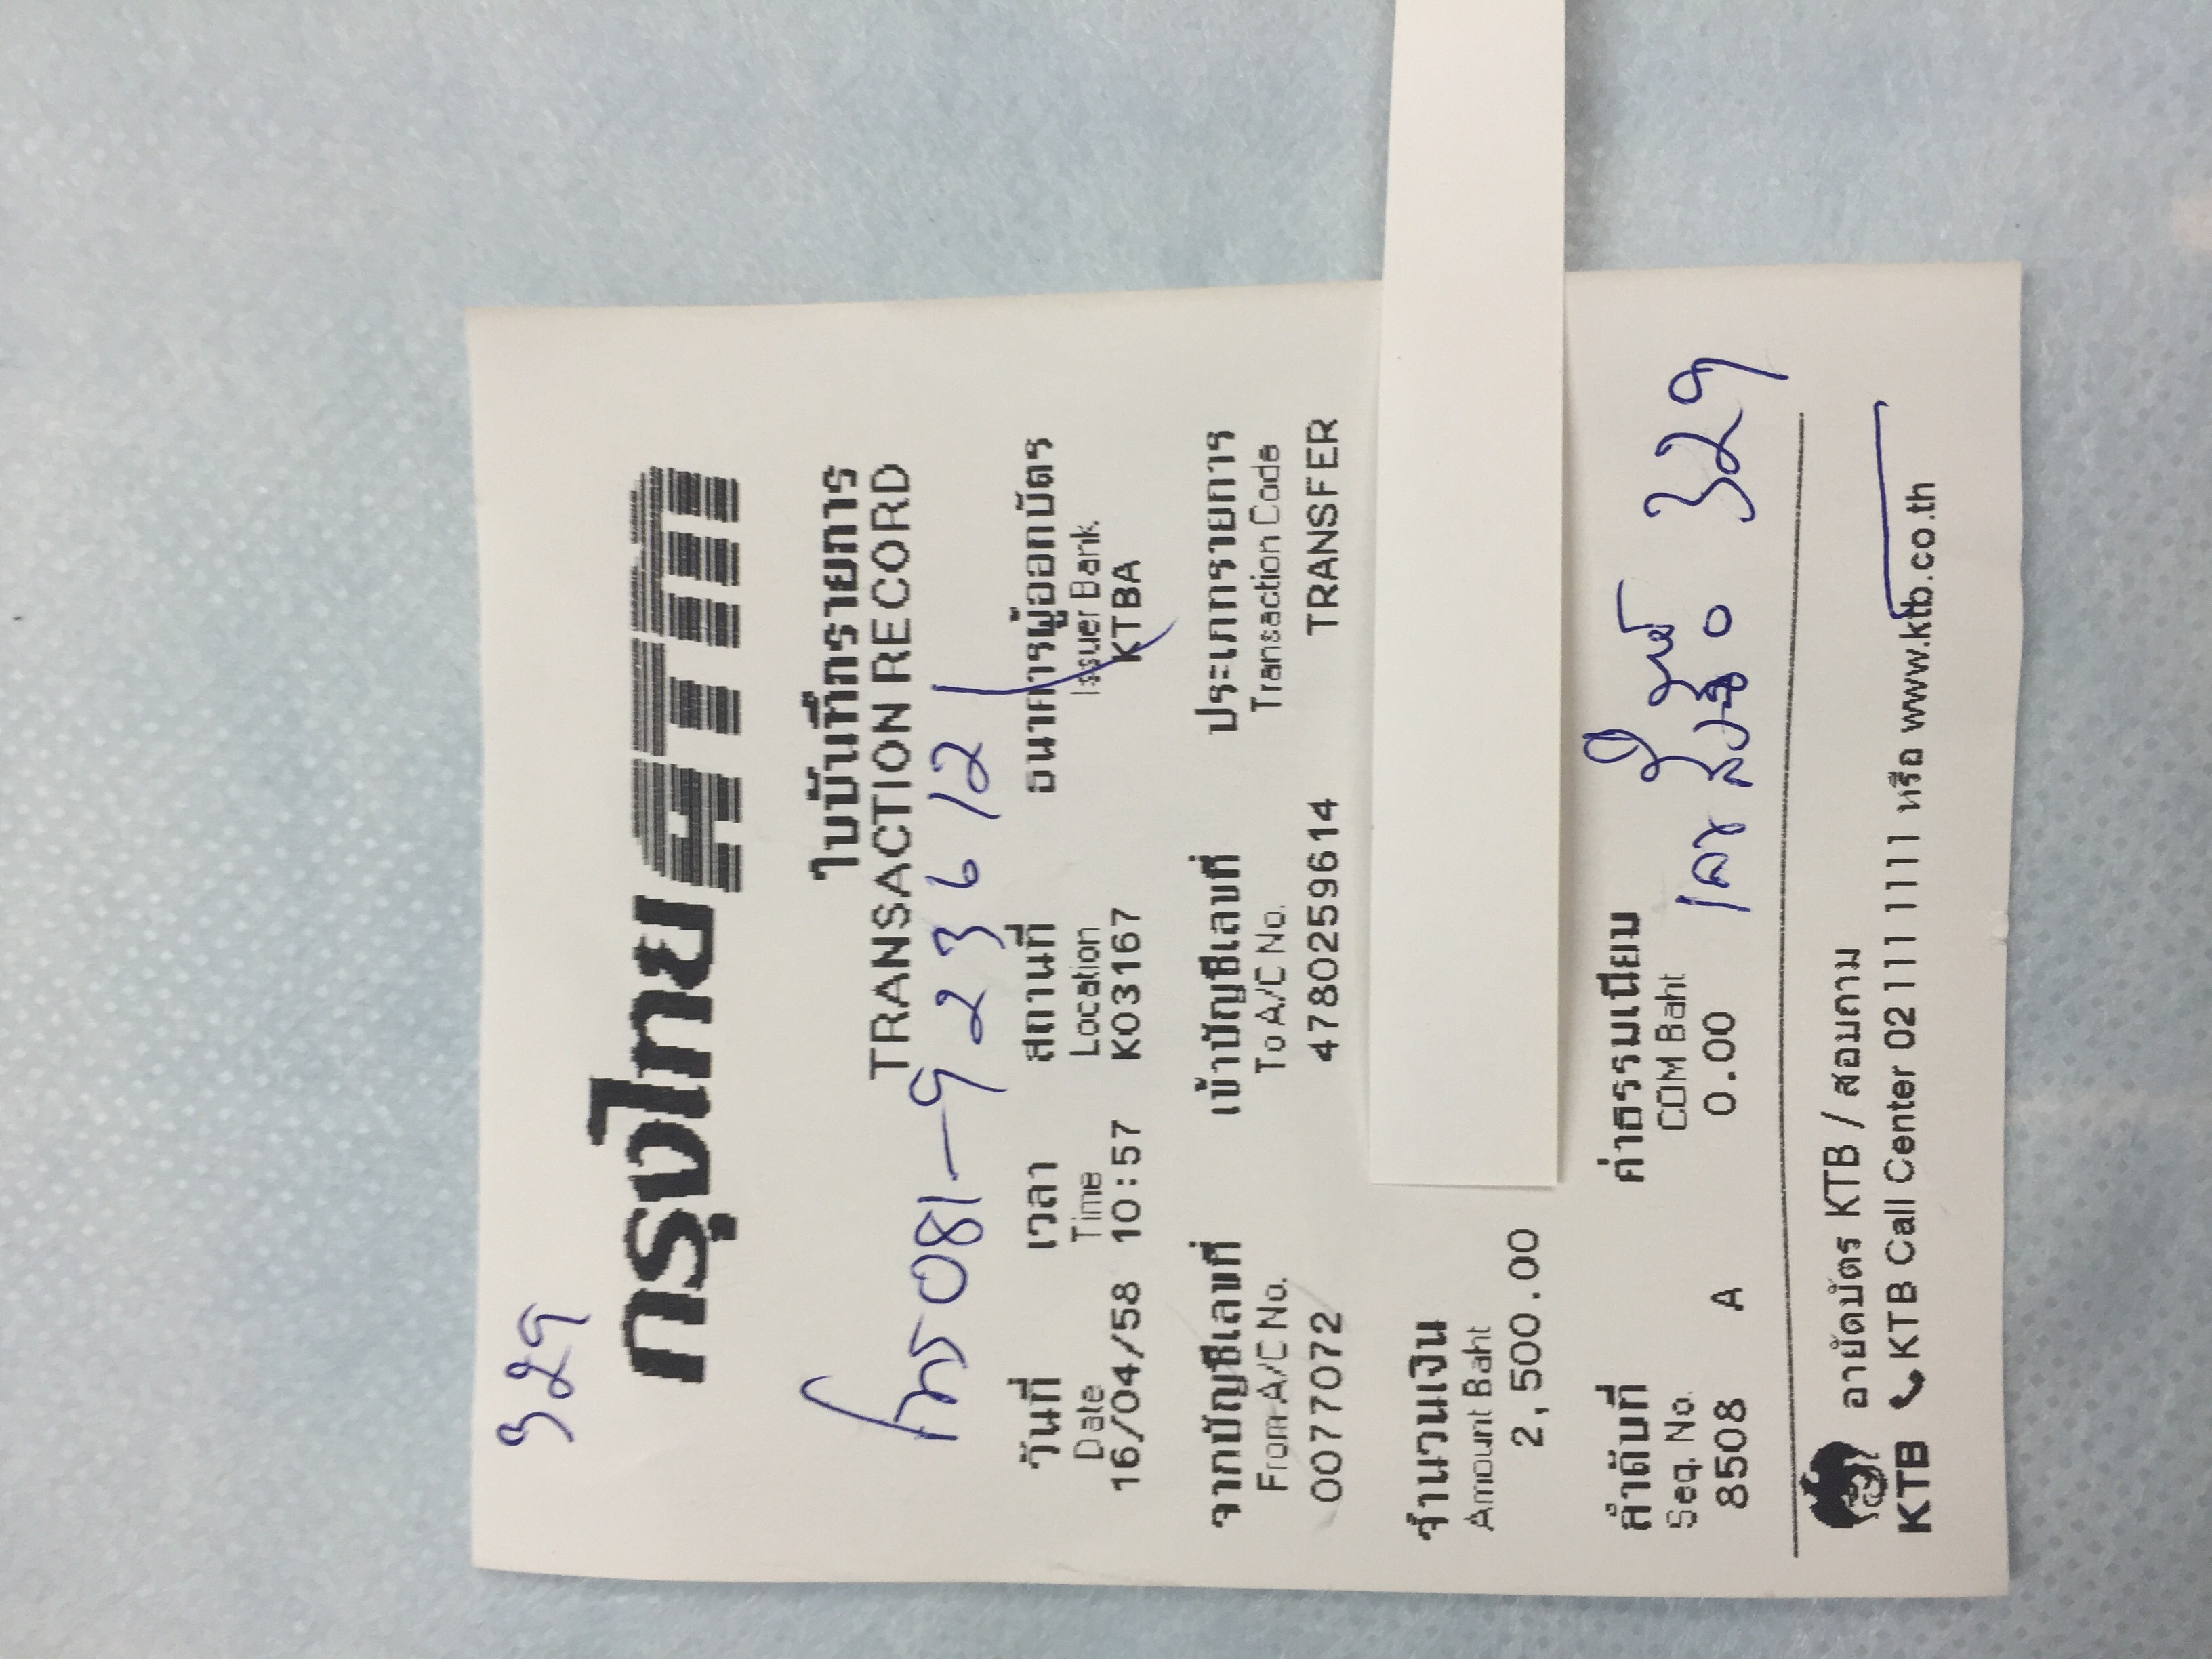 329
กรุงไทย ATM
ใบบันทึกรายการ
TRANSACTION RECORD
โทร 081-9236121
วันที่ เวลา สถานที่ ธนาคารผู้ออกบัตร
Date Time Location Issuer Bank
16/04/58 10:57 K03167 KTBA
จากบัญชีเลขที่ เข้าบัญชีเลขที่ ประเภทรายการ
From A/C No. To A/C No. Transaction Code
0077072 4780259614 TRANSFER
จำนวนเงิน
Amount Baht
2,500.00
ลำดับที่ ค่าธรรมเนียม
Seq. No. COM Baht
8508 A 0.00
เลข 329
อายัดบัตร KTB / สอบถาม
KTB KTB Call Center 02 111 1111 หรือ www.ktb.co.th